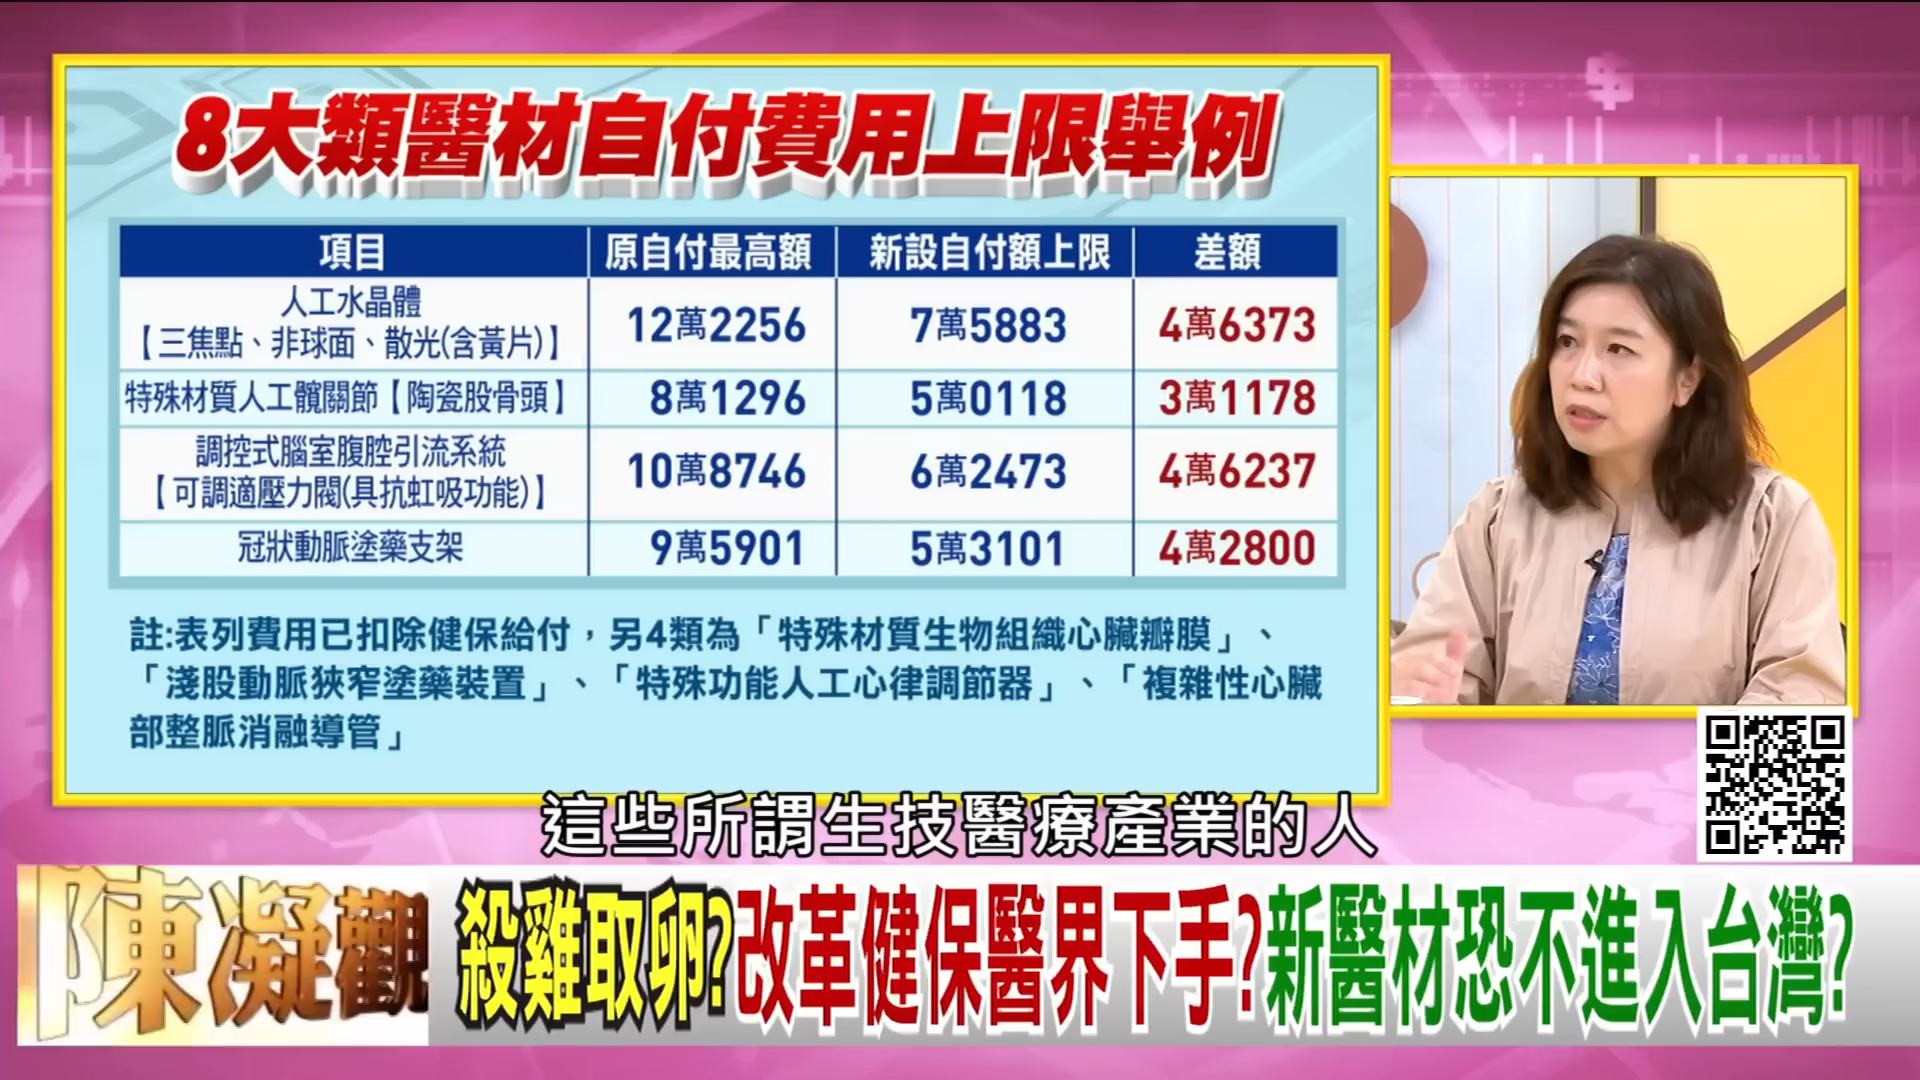 8大類醫材自付費用上限舉例
項目 原自付最高額 新設自付額上限 差額
人工水晶體
【三焦點、非球面、散光(含黃片)】 12萬2256 7萬5883 4萬6373
特殊材質人工髖關節【陶瓷股骨頭】 8萬1296 5萬0118 3萬1178
調控式腦室腹腔引流系統
【可調適壓力閥(具抗虹吸功能)】 10萬8746 6萬2473 4萬6237
冠狀動脈塗藥支架 9萬5901 5萬3101 4萬2800
註:表列費用已扣除健保給付，另4類為「特殊材質生物組織心臟瓣膜」、
「淺股動脈狹窄塗藥裝置」、「特殊功能人工心律調節器」、「複雜性心臟
部整脈消融導管」
這些所謂生技醫療產業的人
陳凝觀
殺雞取卵?改革健保醫界下手?新醫材恐不進入台灣?